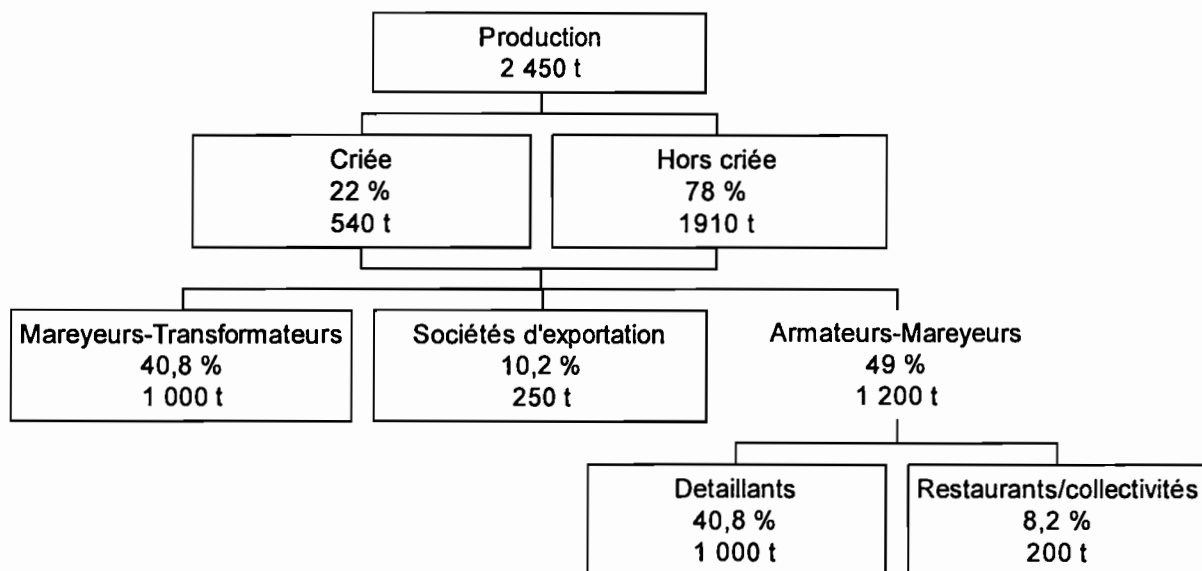 Production
2 450 t
Criée
22 %
540 t
Hors criée
78 %
1910 t
Mareyeurs-Transformateurs
40,8 %
1 000 t
Sociétés d'exportation
10,2 %
250 t
Armateurs-Mareyeurs
49 %
1 200 t
Detaillants
40,8 %
1 000 t
Restaurants/collectivités
8,2 %
200 t